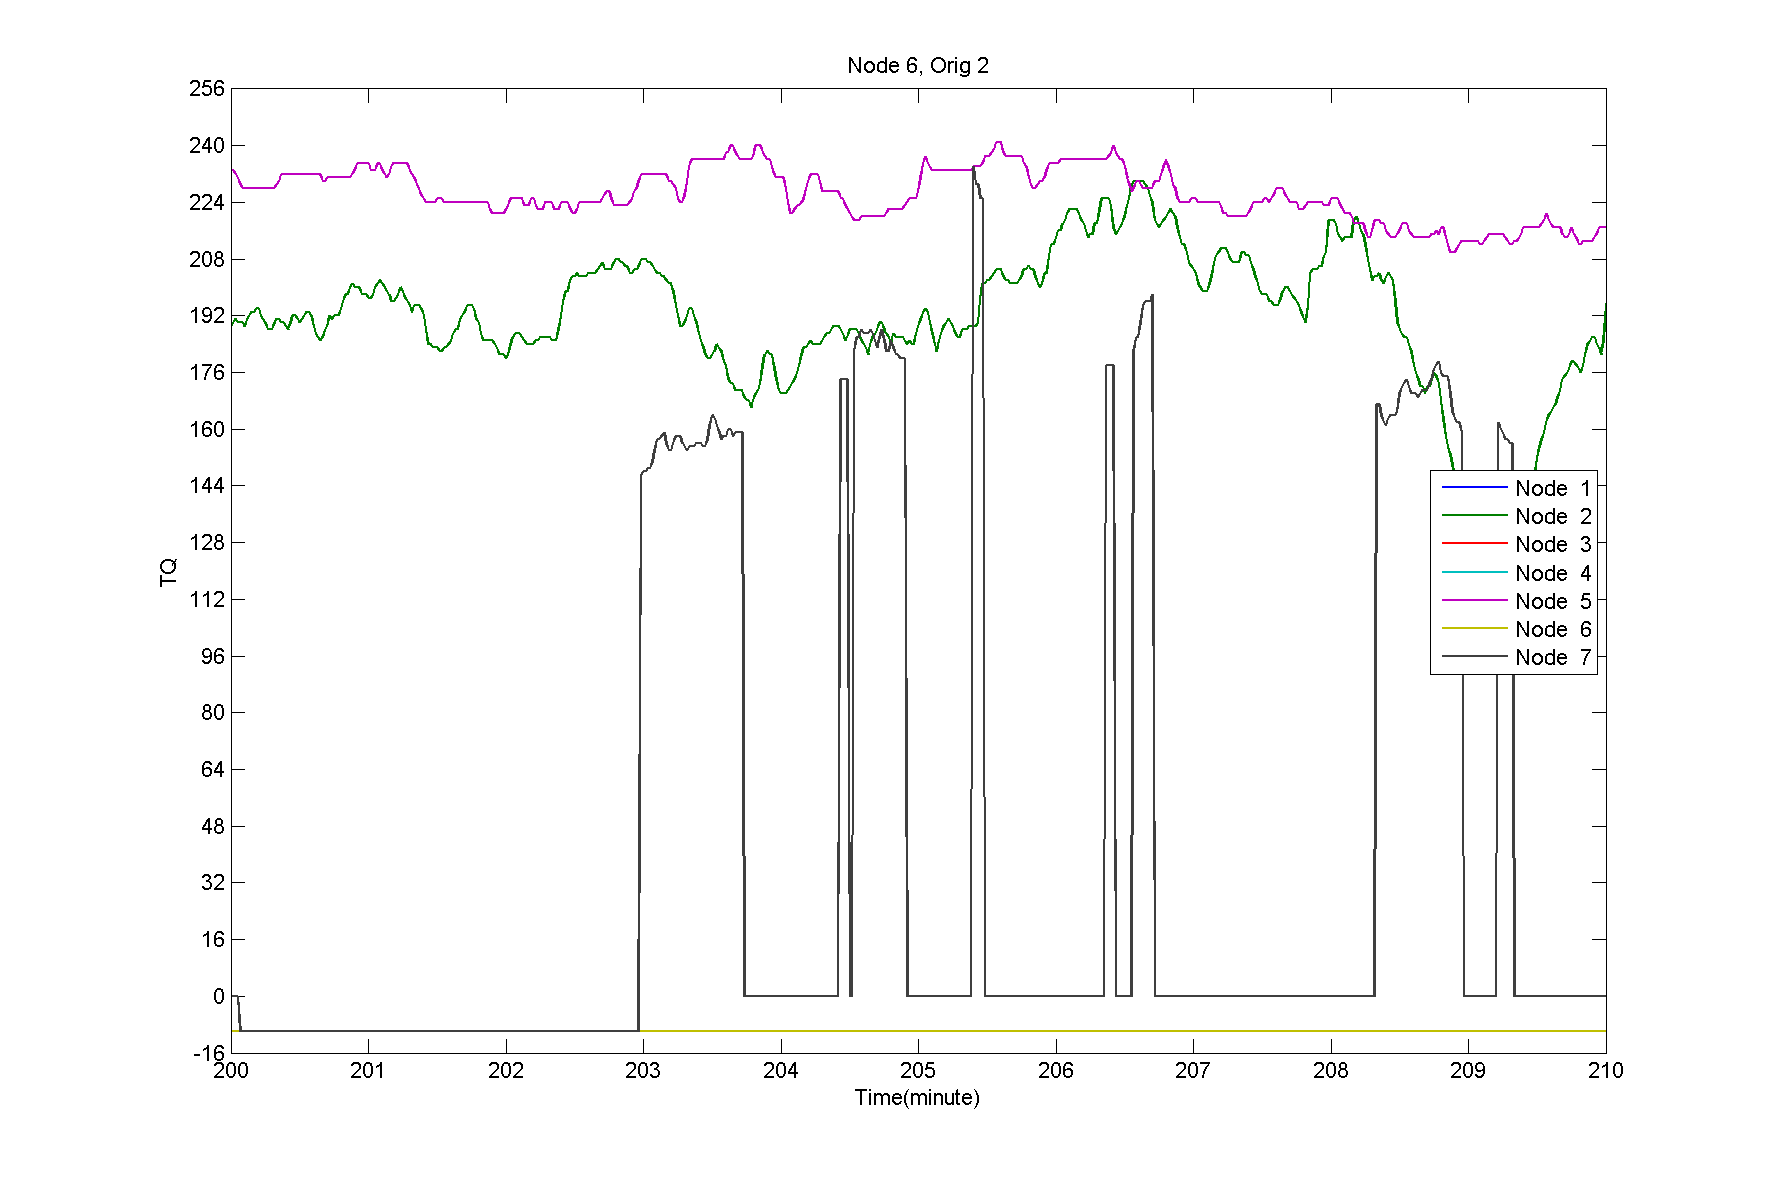 Node 6, Orig 2
256
240
224
208
192
176
160
144
128
112
96
80
64
48
32
16
0
-16
TQ
Node 1
Node 2
Node 3
Node 4
Node 5
Node 6
Node 7
200 201 202 203 204 205 206 207 208 209 210
Time(minute)